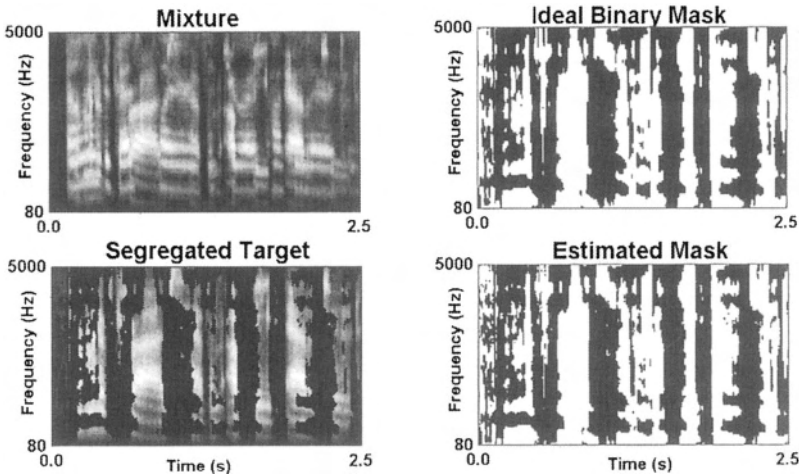 Mixture
5000
Frequency (Hz)
80
0.0
2.5
Ideal Binary Mask
5000
Frequency (Hz)
80
0.0
2.5
Segregated Target
5000
Frequency (Hz)
80
0.0
Time (s)
2.5
Estimated Mask
5000
Frequency (Hz)
80
0.0
Time (s)
2.5